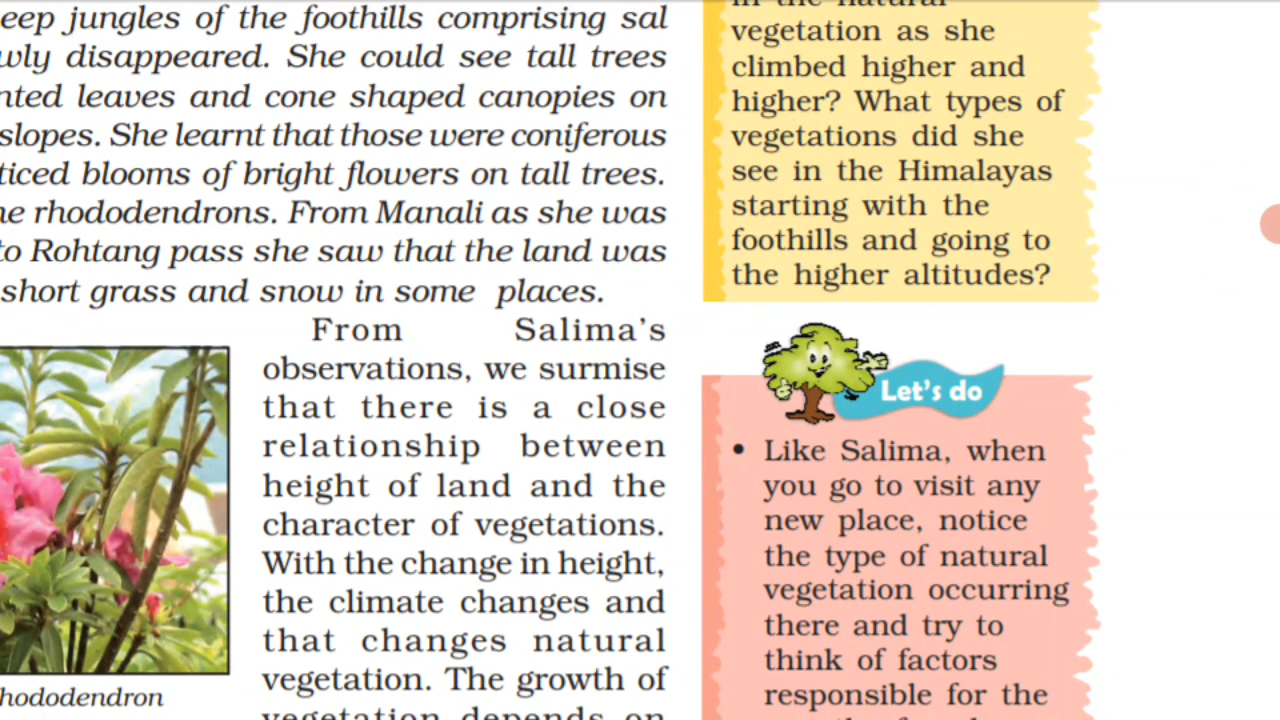 eep jungles of the foothills comprising sal
wly disappeared. She could see tall trees
nted leaves and cone shaped canopies on
slopes. She learnt that those were coniferous
ticed blooms of bright flowers on tall trees.
he rhododendrons. From Manali as she was
to Rohtang pass she saw that the land was
short grass and snow in some places.
From Salima's
observations, we surmise
that there is a close
relationship between
height of land and the
character of vegetations.
With the change in height,
the climate changes and
that changes natural
vegetation. The growth of
vegetation depends on
hododendron
in the natural
vegetation as she
climbed higher and
higher? What types of
vegetations did she
see in the Himalayas
starting with the
foothills and going to
the higher altitudes?
Let's do
• Like Salima, when
you go to visit any
new place, notice
the type of natural
vegetation occurring
there and try to
think of factors
responsible for the